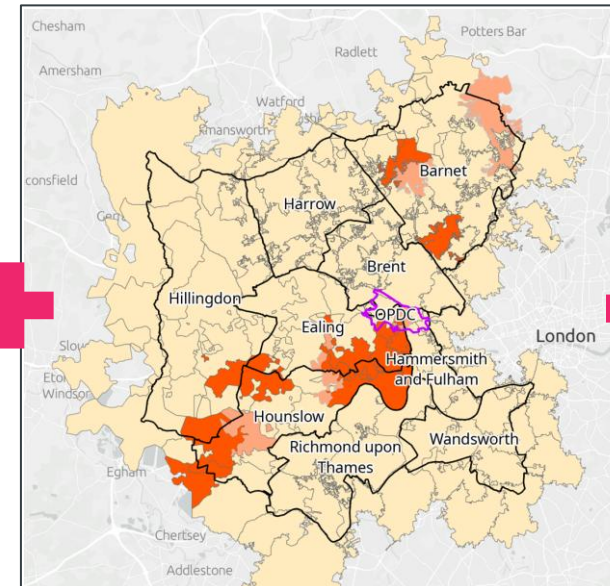 Chesham
Potters Bar
Radlett
Amersham
Watford
Barnet
Harrow
Brent
Hillingdon
OPDC
Ealing
London
Hammersmith
and Fulham
Windsor
Hounslow
Richmond upon
Thames
Wandsworth
Egham
Chertsey
Addlestone